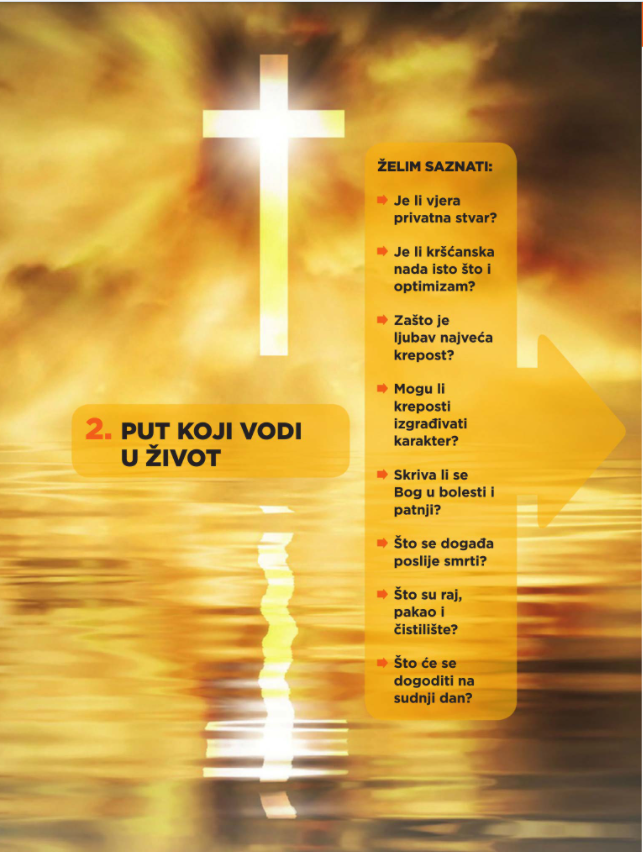 2. PUT KOJI VODI
U ŽIVOT
ŽELIM SAZNATI:
Je li vjera
privatna stvar?
Je li kršćanska
nada isto što i
optimizam?
Zašto je
ljubav najveća
krepost?
Mogu li
kreposti
izgrađivati
karakter?
Skriva li se
Bog u bolesti i
patnji?
Što se događa
poslije smrti?
Što su raj,
pakao i
čistilište?
Što će se
dogoditi na
sudnji dan?